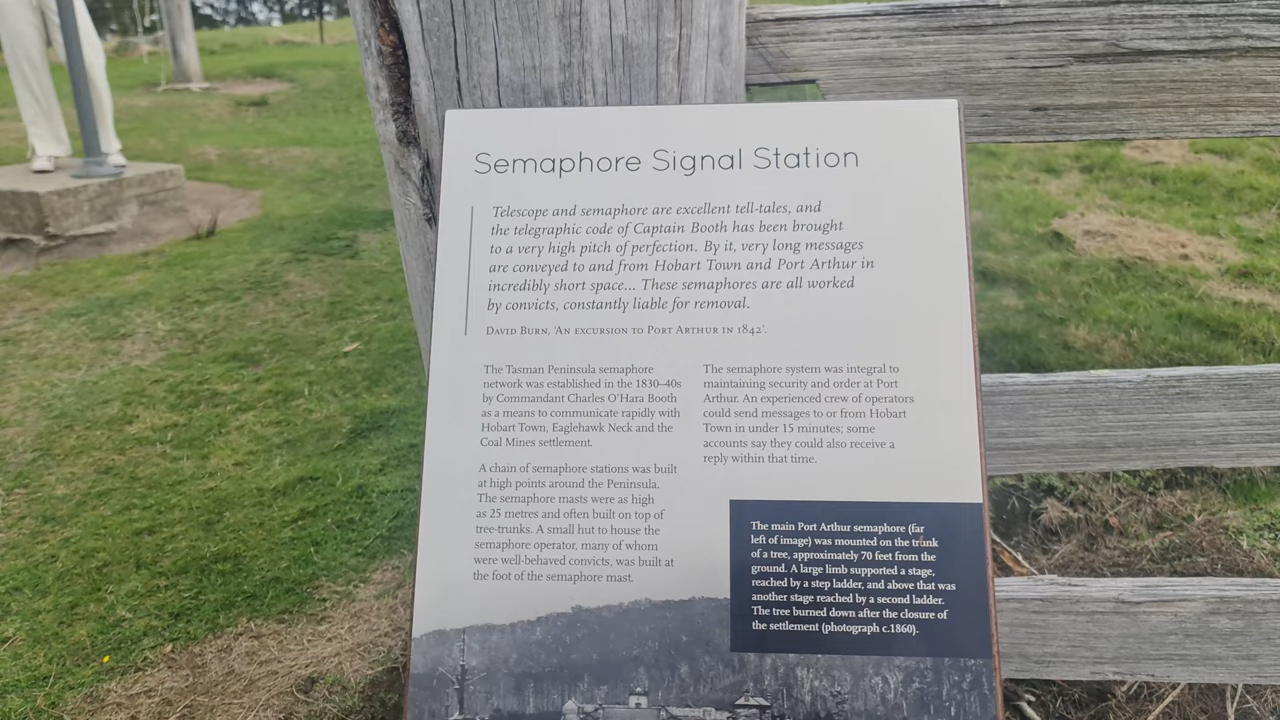 Semaphore Signal Station
Telescope and semaphore are excellent tell-tales, and
the telegraphic code of Captain Booth has been brought
to a very high pitch of perfection. By it, very long messages
are conveyed to and from Hobart Town and Port Arthur in
incredibly short space... These semaphores are all worked
by convicts, constantly liable for removal.
David Burn, 'An excursion to Port Arthur in 1842'.
The Tasman Peninsula semaphore
network was established in the 1830–40s
by Commandant Charles O'Hara Booth
as a means to communicate rapidly with
Hobart Town, Eaglehawk Neck and the
Coal Mines settlement.
A chain of semaphore stations was built
at high points around the Peninsula.
The semaphore masts were as high
as 25 metres and often built on top of
tree-trunks. A small hut to house the
semaphore operator, many of whom
were well-behaved convicts, was built at
the foot of the semaphore mast.
The semaphore system was integral to
maintaining security and order at Port
Arthur. An experienced crew of operators
could send messages to or from Hobart
Town in under 15 minutes; some
accounts say they could also receive a
reply within that time.
The main Port Arthur semaphore (far
left of image) was mounted on the trunk
of a tree, approximately 70 feet from the
ground. A large limb supported a stage,
reached by a step ladder, and above that was
another stage reached by a second ladder.
The tree burned down after the closure of
the settlement (photograph c.1860).